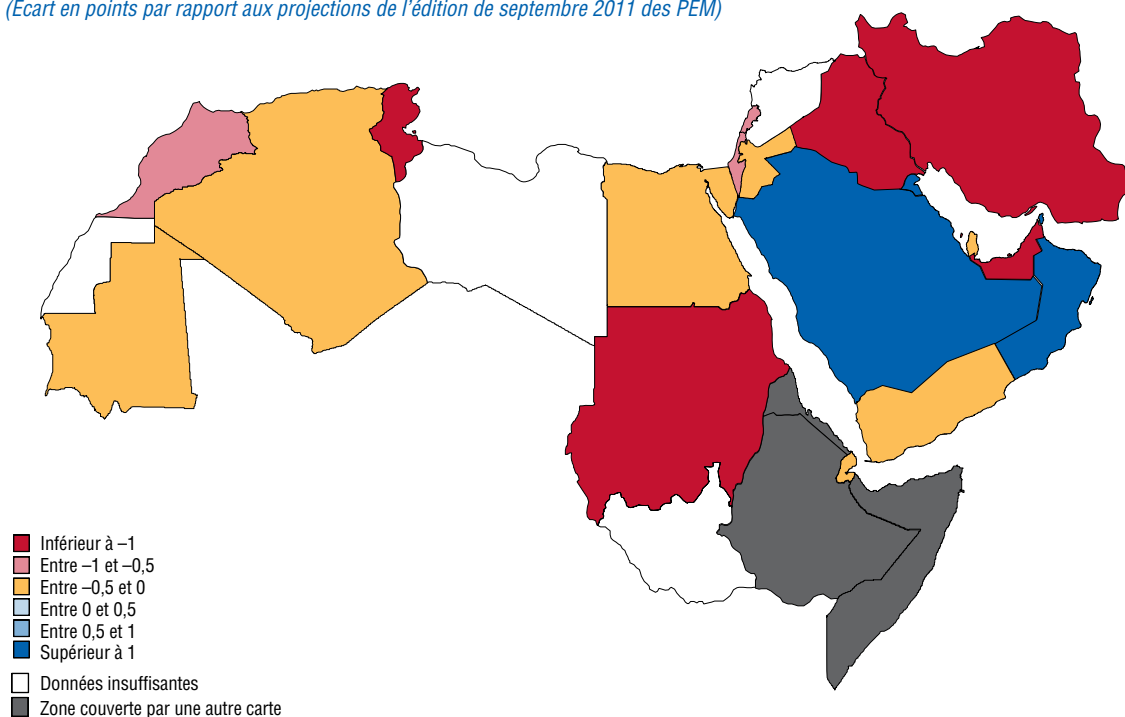 (Ecart en points par rapport aux projections de l'édition de septembre 2011 des PEM)
Inférieur à –1
Entre –1 et –0,5
Entre –0,5 et 0
Entre 0 et 0,5
Entre 0,5 et 1
Supérieur à 1
Données insuffisantes
Zone couverte par une autre carte